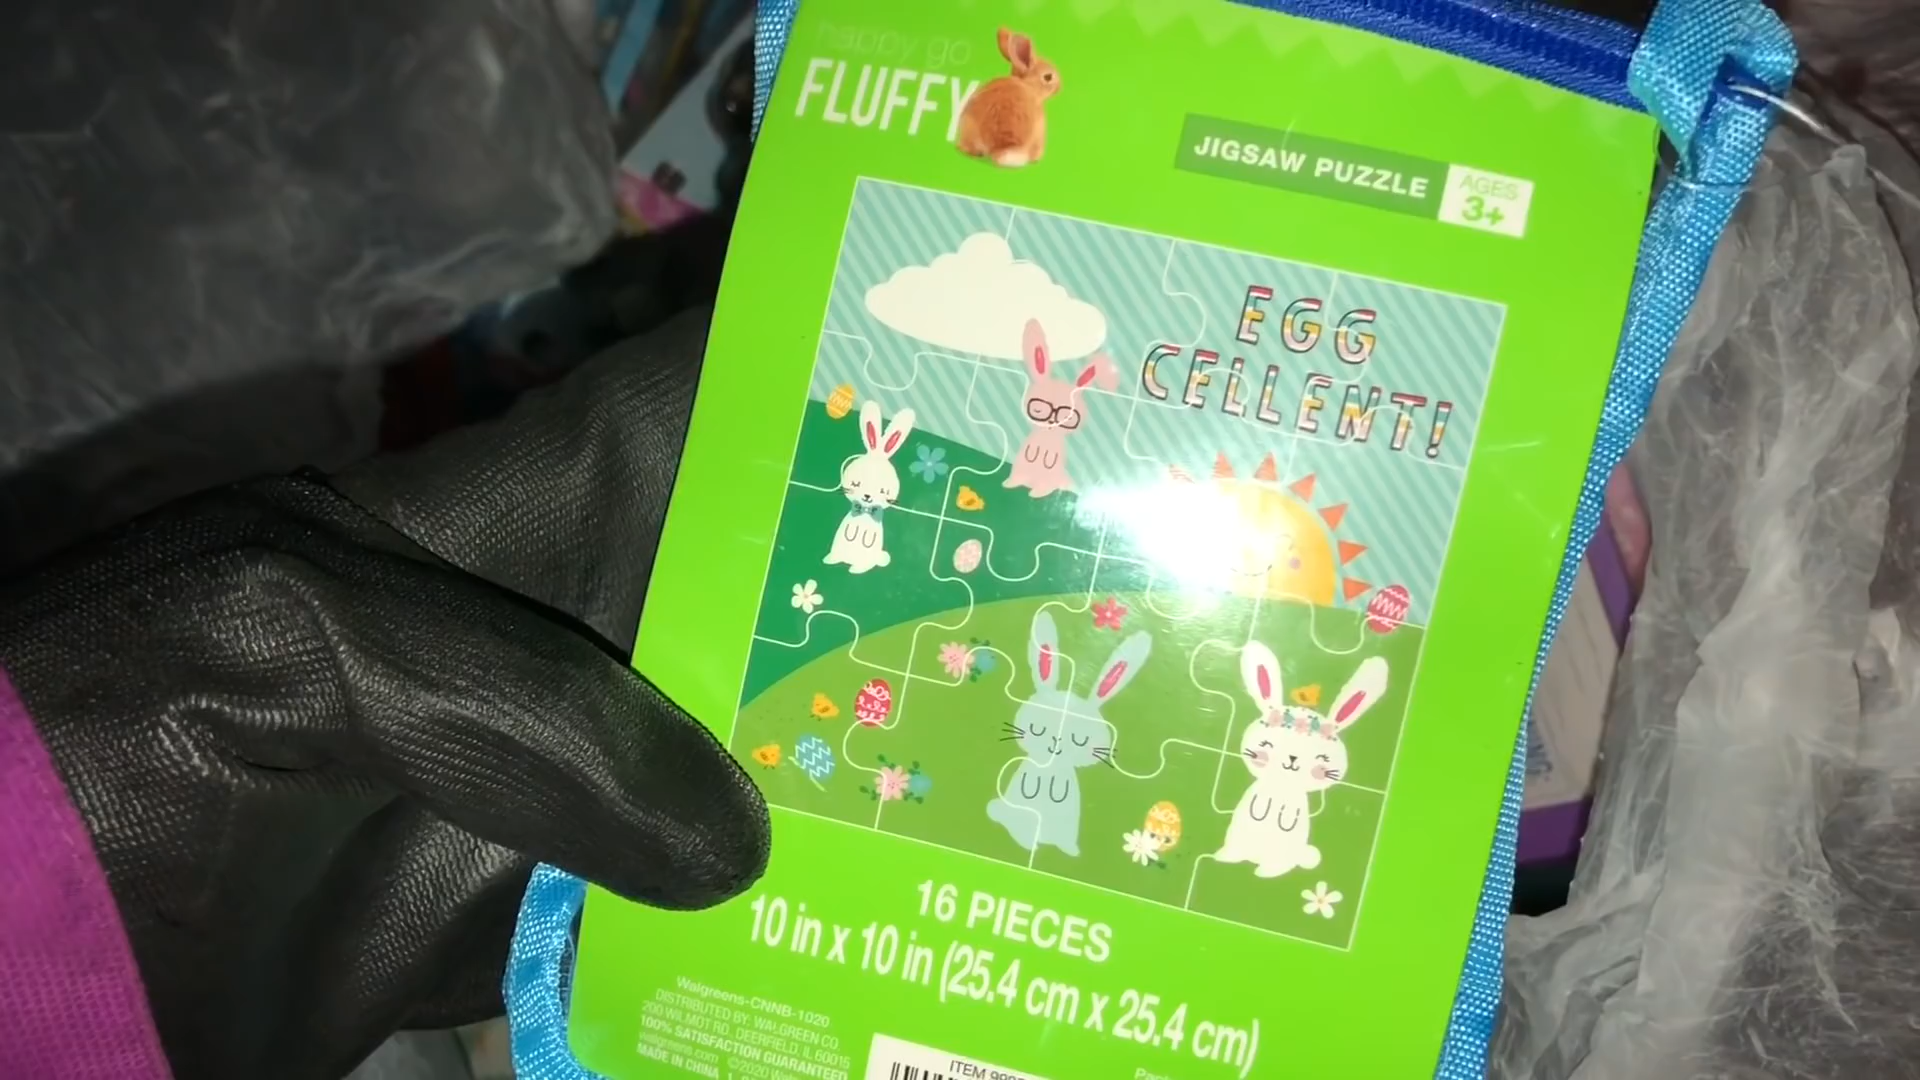 happy go
FLUFFY
JIGSAW PUZZLE
AGES
3+
EGG
CELLENT!
16 PIECES
10 in x 10 in (25.4 cm x 25.4 cm)
Walgreens-CNNB-1020
DISTRIBUTED BY: WALGREEN CO.
200 WILMOT RD., DEERFIELD, IL 60015
100% SATISFACTION GUARANTEED
walgreens.com ©2020
MADE IN CHINA
ITEM